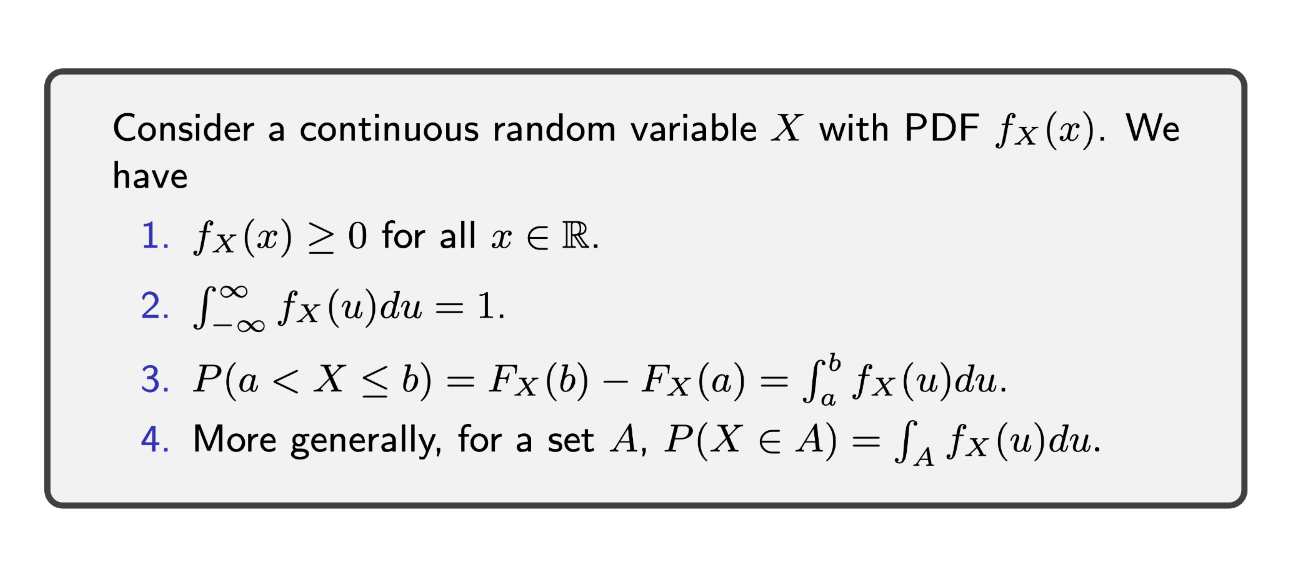 Consider a continuous random variable $X$ with PDF $f_X(x)$. We
have
1. $f_X(x) \geq 0$ for all $x \in \mathbb{R}$.
2. $\int_{-\infty}^{\infty} f_X(u)du = 1$.
3. $P(a < X \leq b) = F_X(b) - F_X(a) = \int_a^b f_X(u)du$.
4. More generally, for a set $A$, $P(X \in A) = \int_A f_X(u)du$.